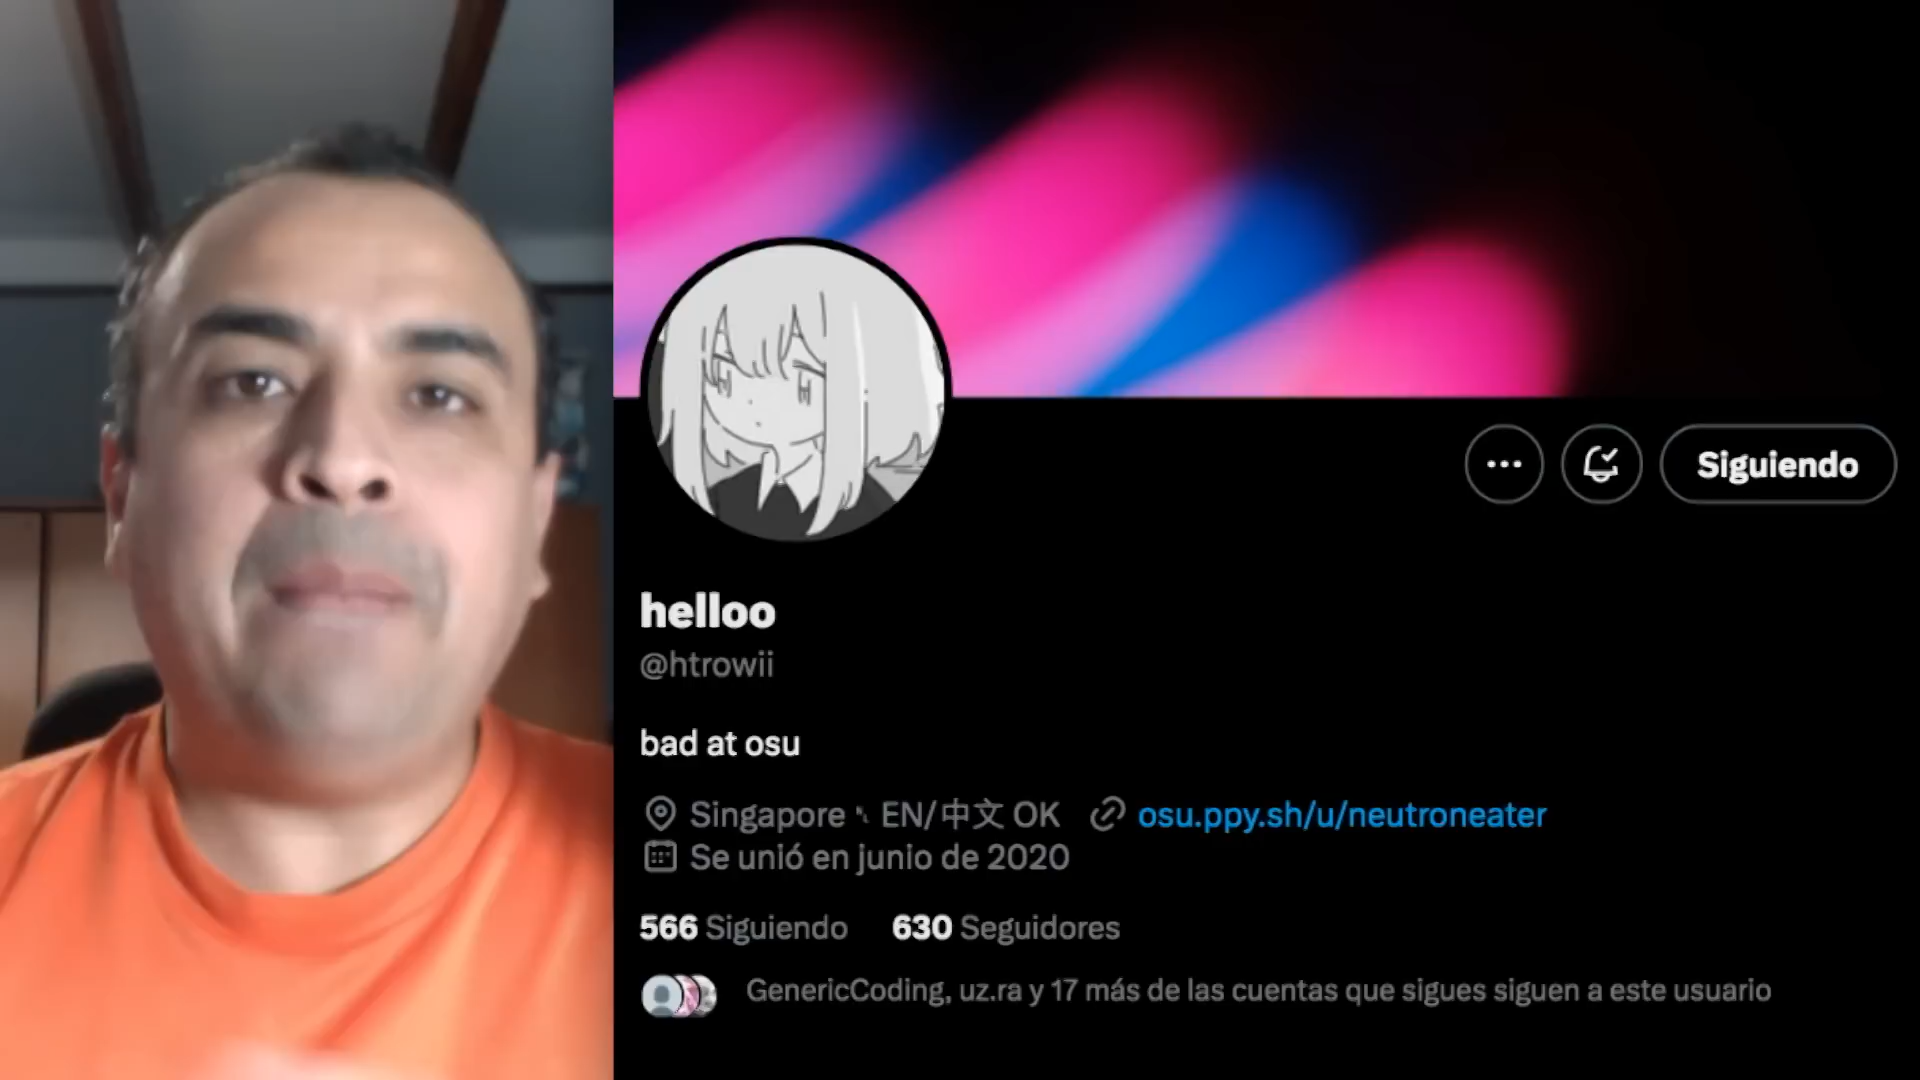 Siguiendo
helloo
@htrowii
bad at osu
Singapore EN/中文 OK osu.ppy.sh/u/neutroneater
Se unió en junio de 2020
566 Siguiendo 630 Seguidores
GenericCoding, uz.ra y 17 más de las cuentas que sigues siguen a este usuario